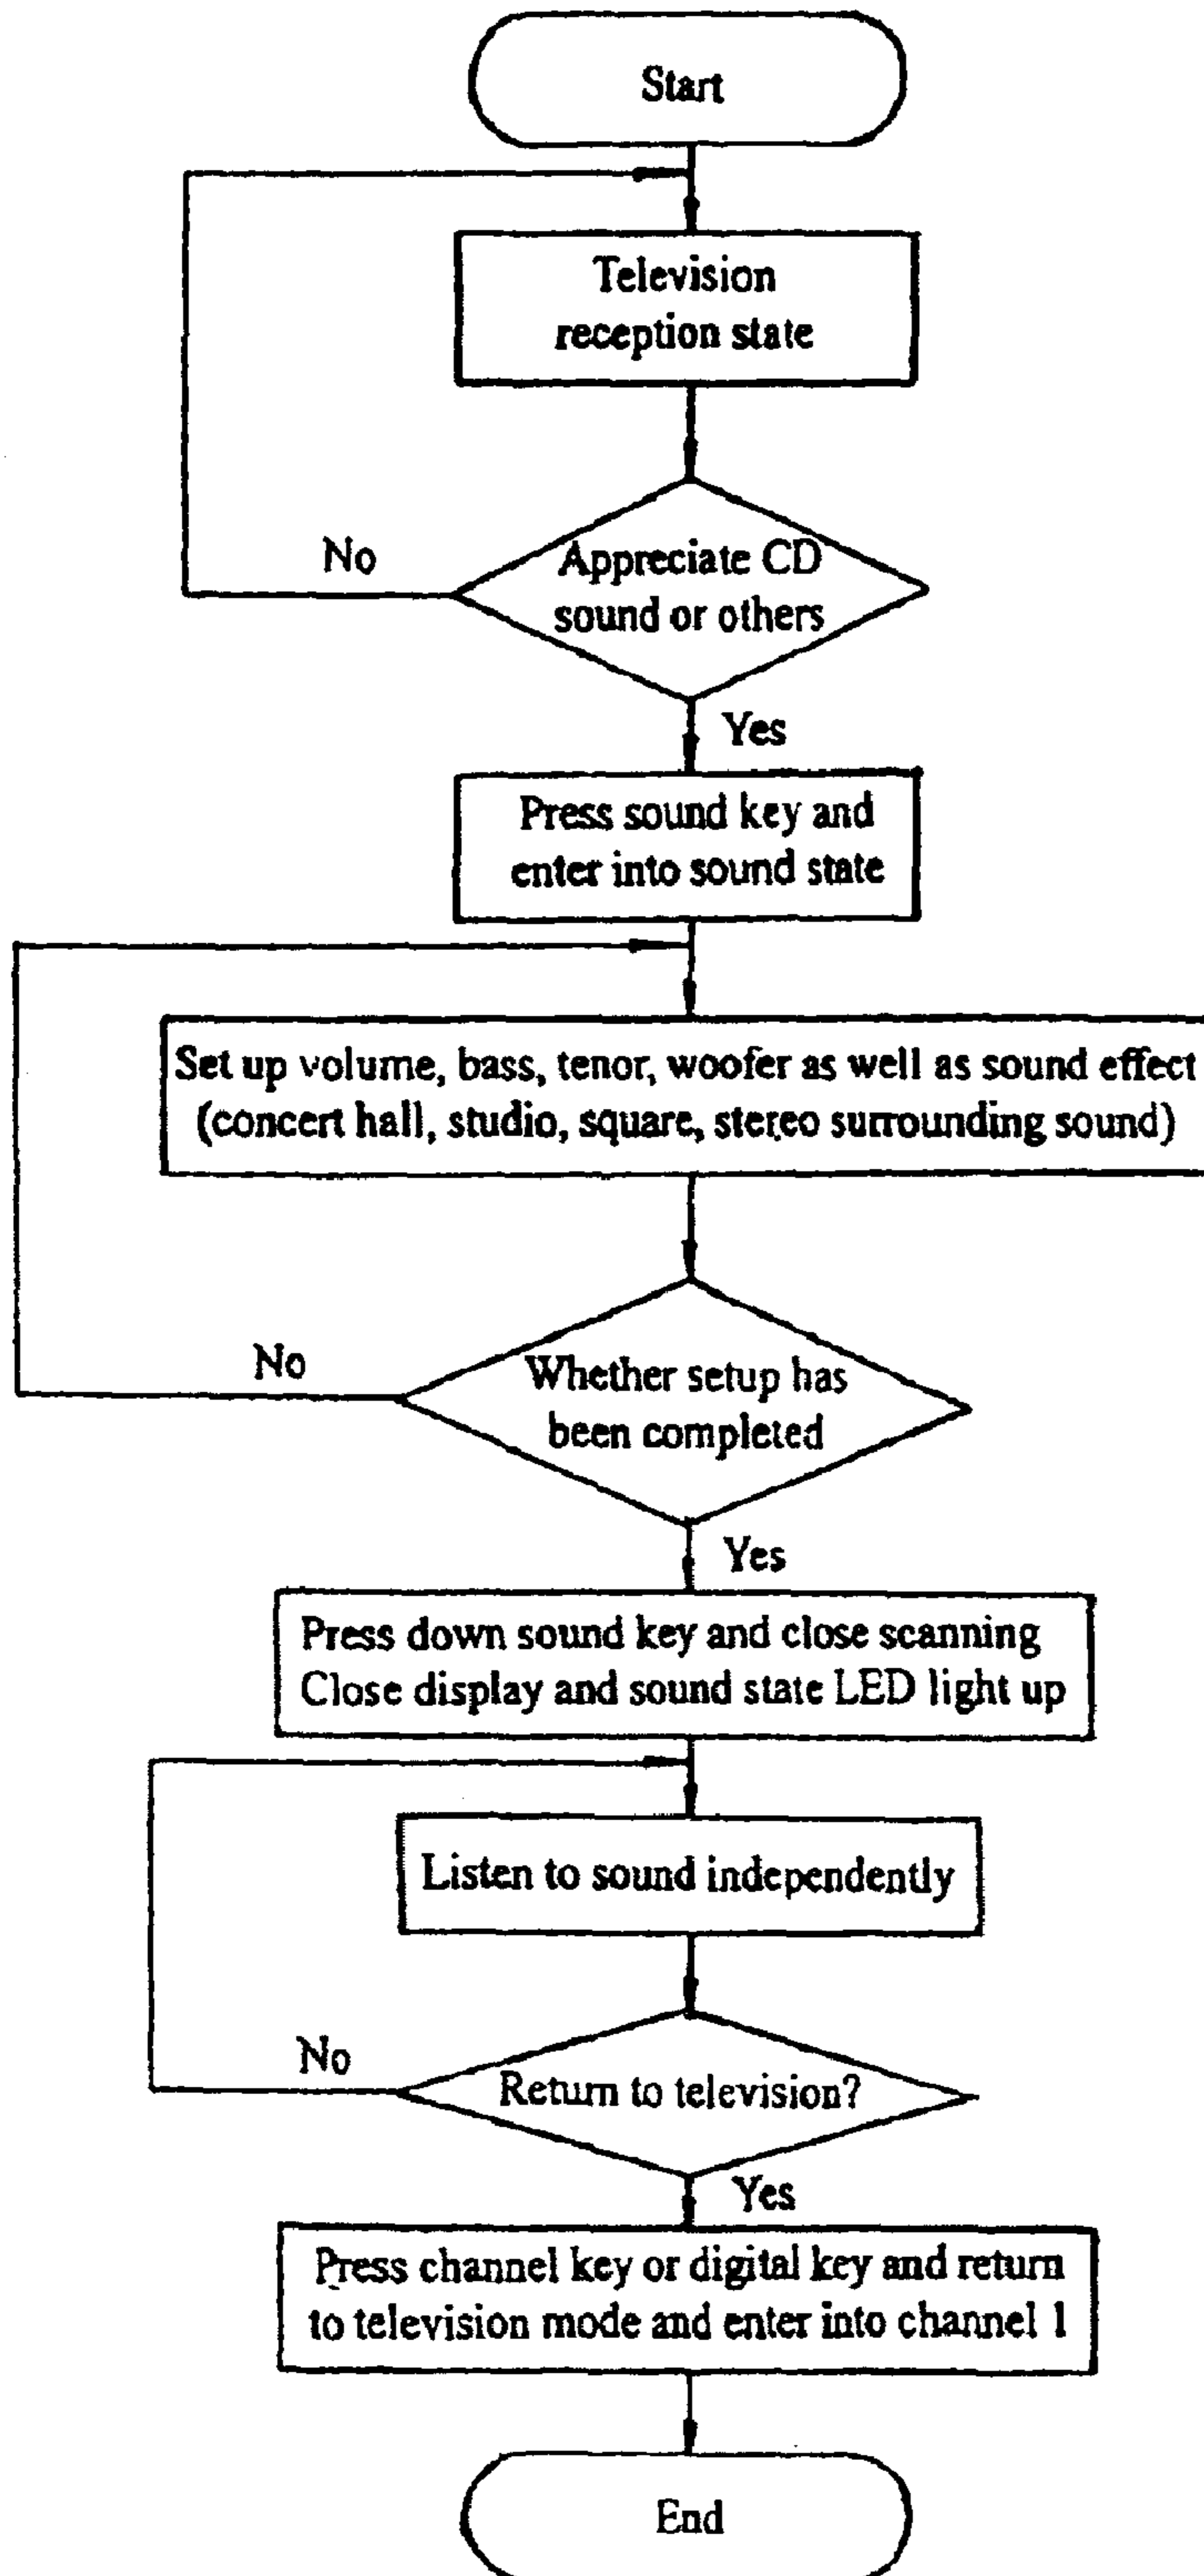 Start
Television
reception state
No
Appreciate CD
sound or others
Yes
Press sound key and
enter into sound state
Set up volume, bass, tenor, woofer as well as sound effect
(concert hall, studio, square, stereo surrounding sound)
No
Whether setup has
been completed
Yes
Press down sound key and close scanning
Close display and sound state LED light up
Listen to sound independently
No
Return to television?
Yes
Press channel key or digital key and return
to television mode and enter into channel 1
End